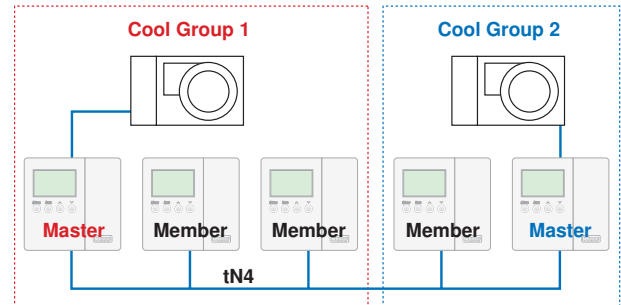 Cool Group 1
Cool Group 2
Master
Member
Member
Member
Master
tN4